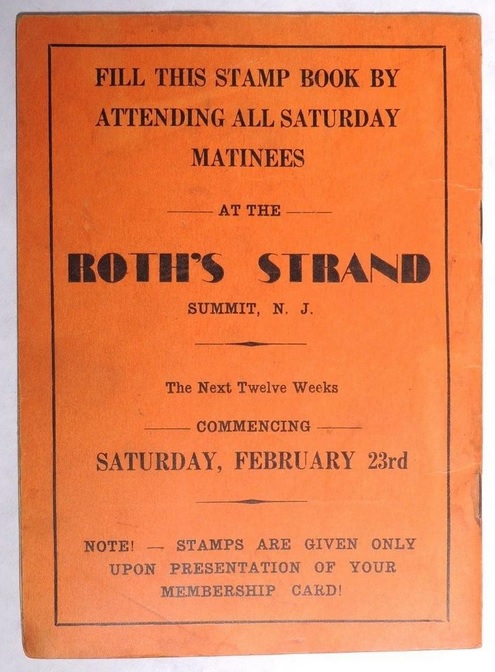 FILL THIS STAMP BOOK BY
ATTENDING ALL SATURDAY
MATINEES
AT THE
ROTH'S STRAND
SUMMIT, N. J.
The Next Twelve Weeks
COMMENCING
SATURDAY, FEBRUARY 23rd
NOTE! — STAMPS ARE GIVEN ONLY
UPON PRESENTATION OF YOUR
MEMBERSHIP CARD!